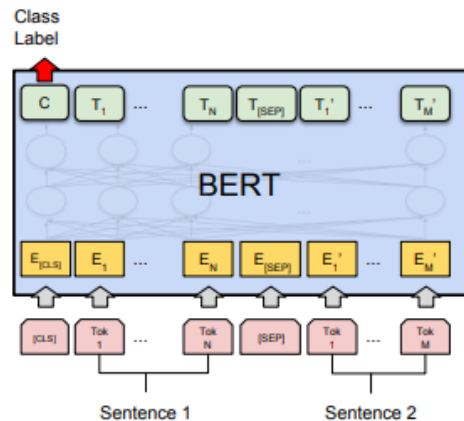 Class
Label
C T1 ... TN T[SEP] T1' ... TM'
...
BERT
...
E[CLS] E1 ... EN E[SEP] E1' ... EM'
[CLS] Tok 1 ... Tok N [SEP] Tok 1 ... Tok M
Sentence 1 Sentence 2